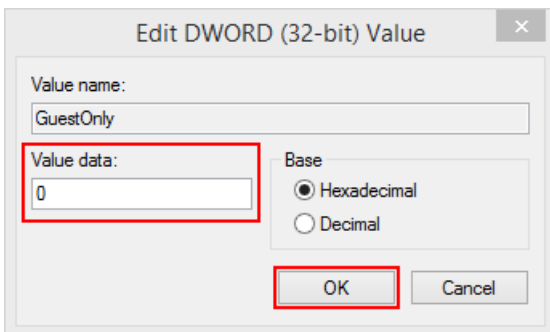 Edit DWORD (32-bit) Value
Value name:
GuestOnly
Value data:
0
Base
Hexadecimal
Decimal
OK
Cancel